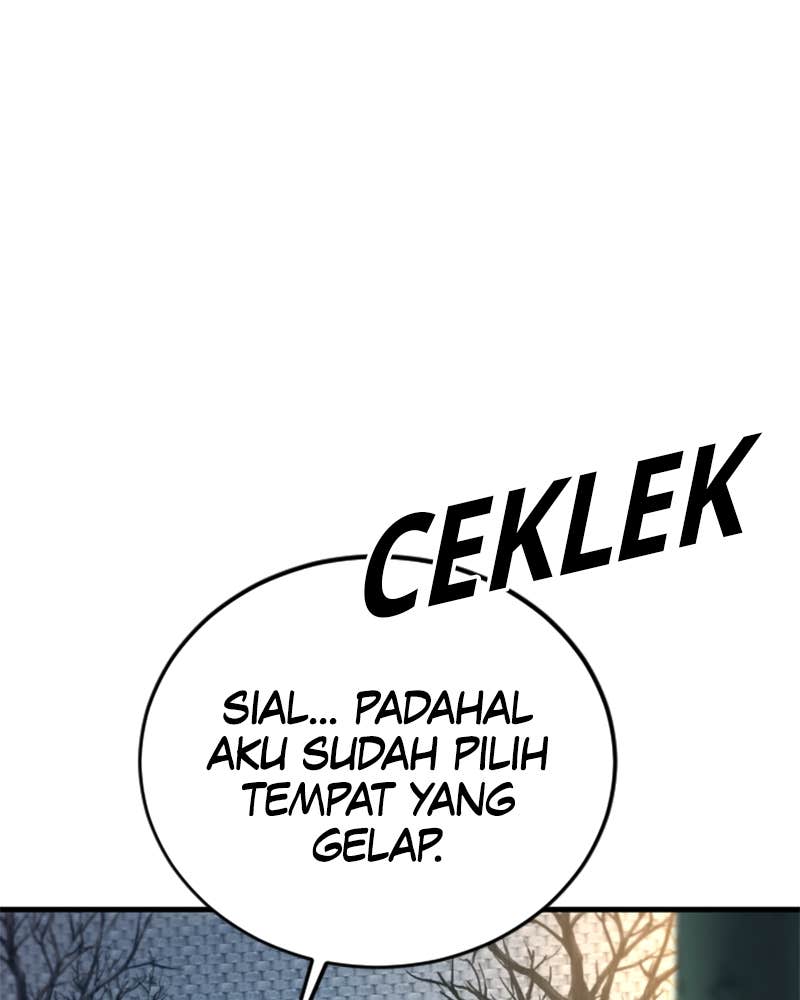 CEKLEK
SIAL... PADAHAL
AKU SUDAH PILIH
TEMPAT YANG
GELAP.